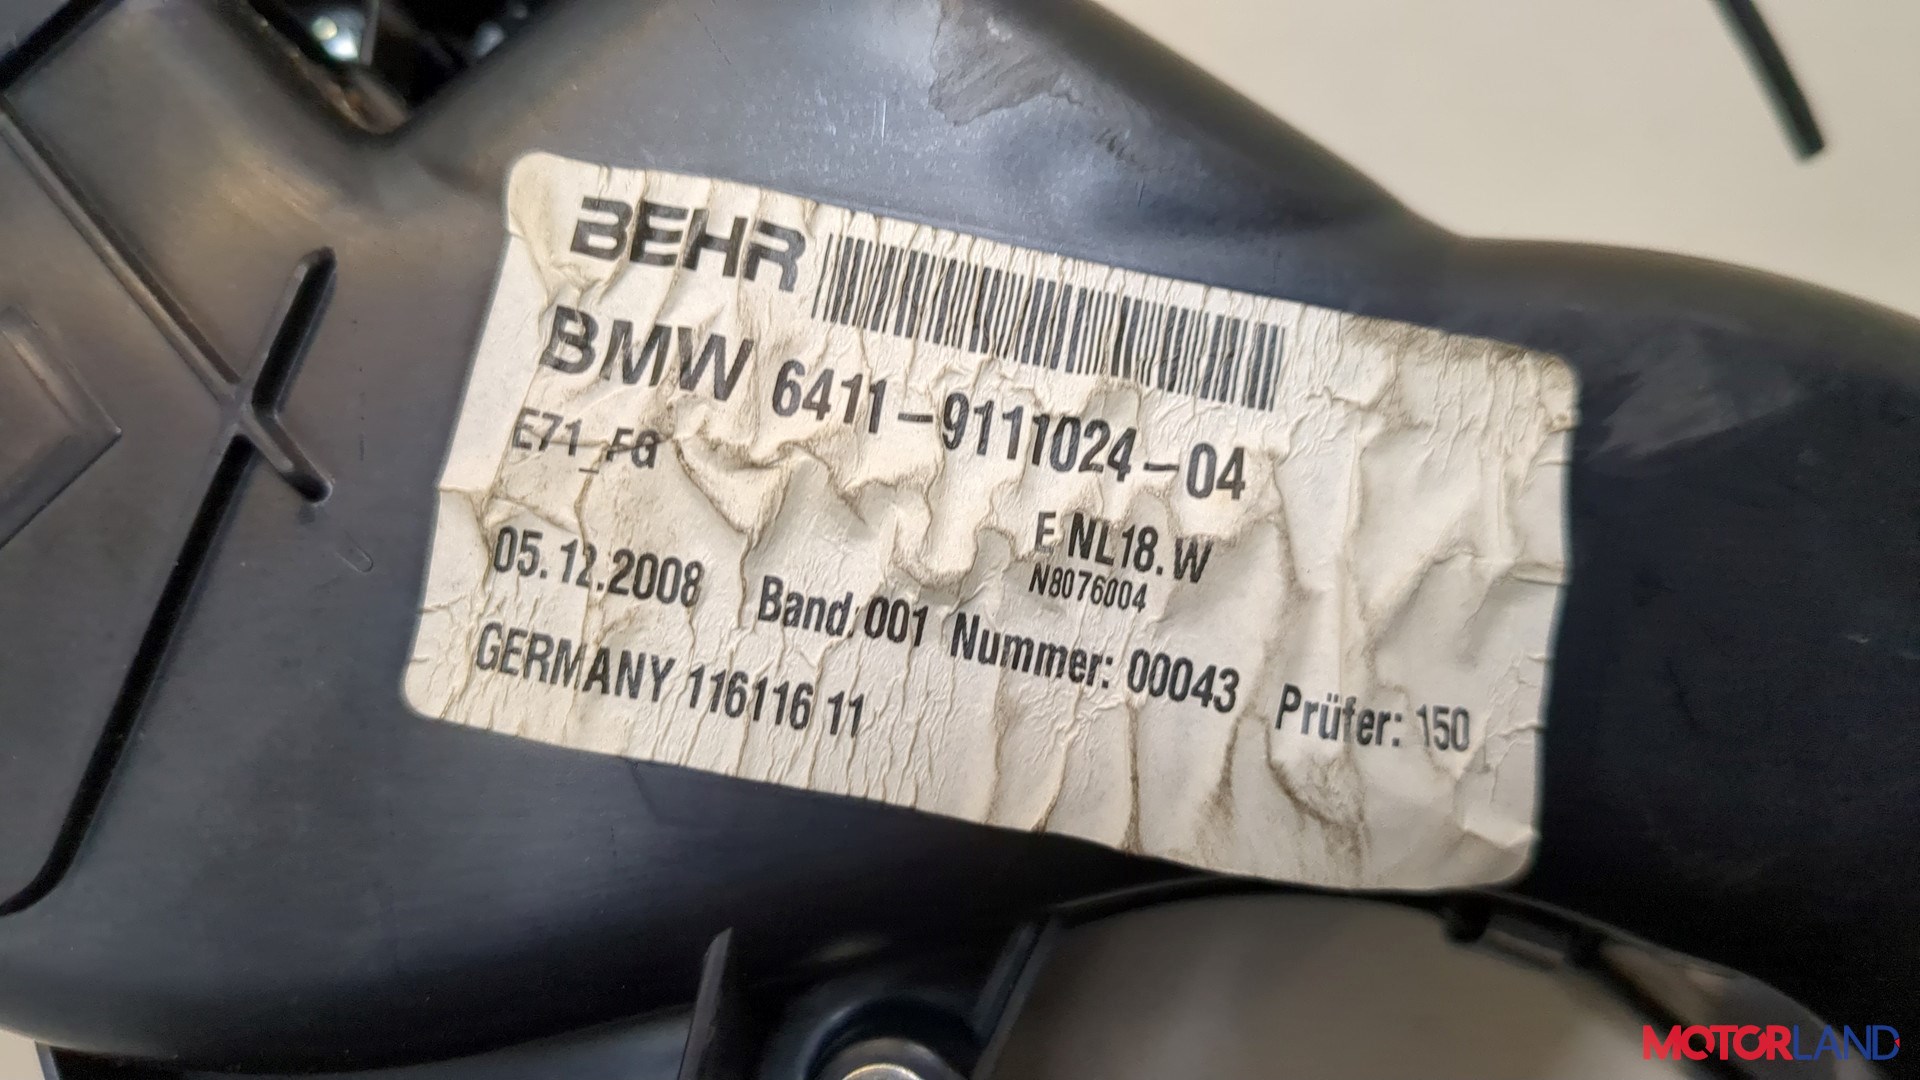 BEHR
BMW 6411-9111024-04
E71_FG
E NL18.W
N8076004
05.12.2008 Band:001 Nummer: 00043 Prüfer: 150
GERMANY 116116 11
MOTORLAND